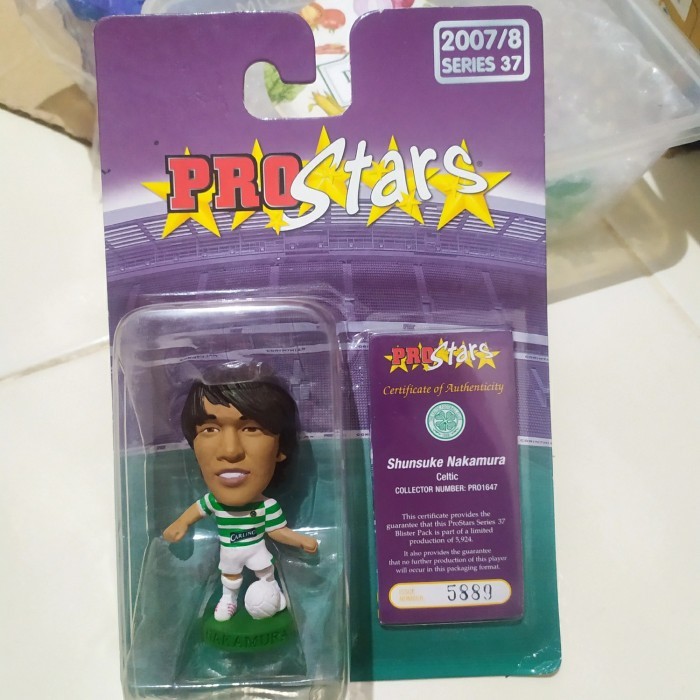 2007/8
SERIES 37
PROStars
PROStars
Certificate of Authenticity
Shunsuke Nakamura
Celtic
COLLECTOR NUMBER: PRO1647
This certificate provides the
guarantee that this ProStars Series 37
Blister Pack is part of a limited
production of 5,924.
It also provides the guarantee
that no further production of this player
will occur in this packaging format.
5889
CARLING
NAKAMURA